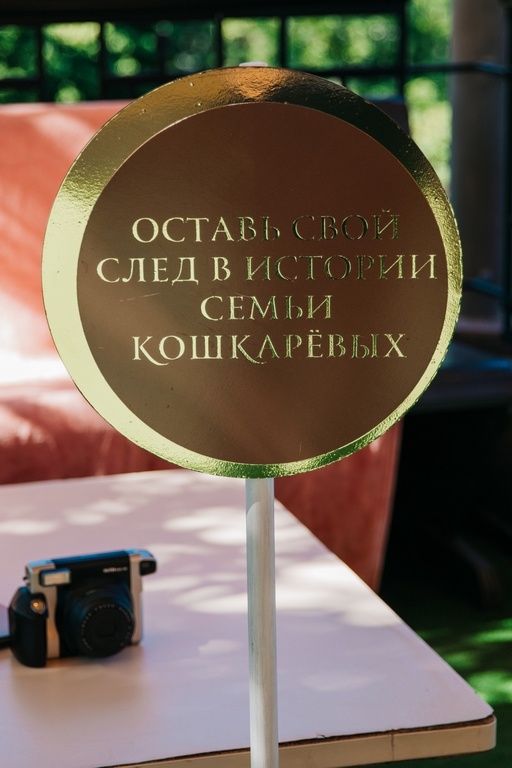 ОСТАВЬ СВОЙ
СЛЕД В ИСТОРИИ
СЕМЬИ
КОШКАРЁВЫХ